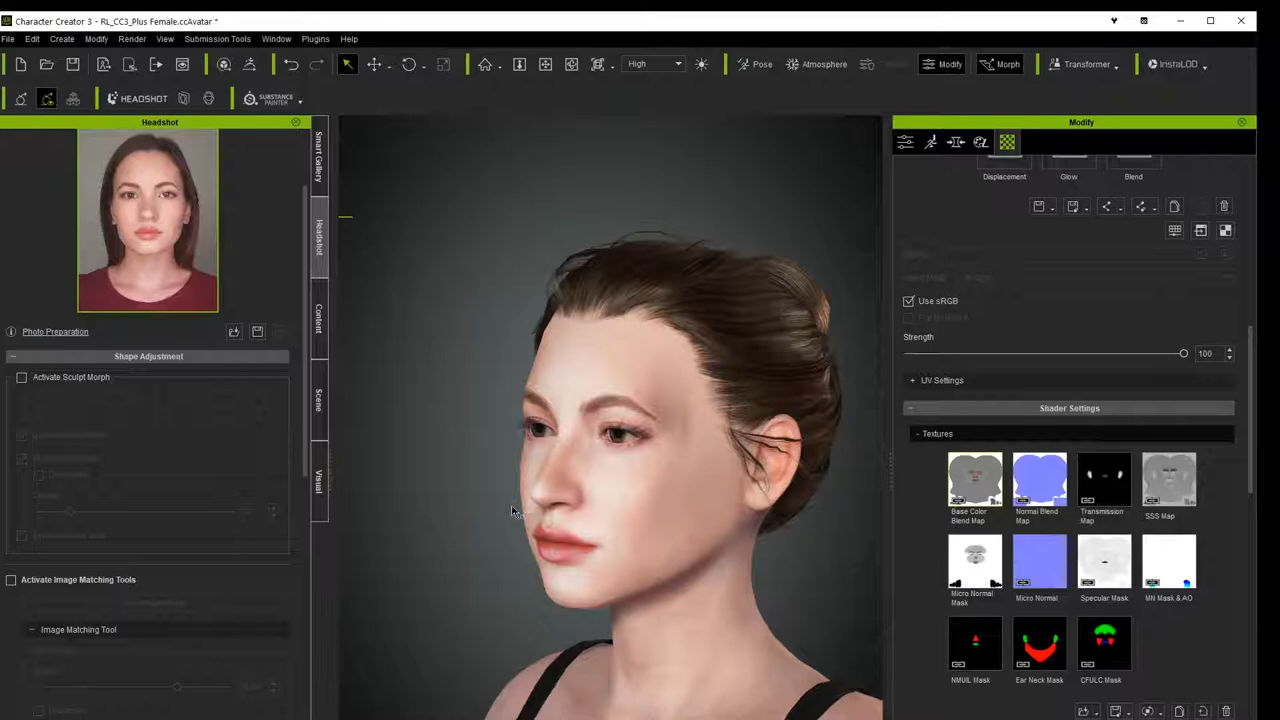 Character Creator 3 - RL_CC3_Plus Female.ccAvatar *
File Edit Create Modify Render View Submission Tools Window Plugins Help
High Pose Atmosphere Modify Morph Transformer InstaLOD
HEADSHOT SUBSTANCE PAINTER
Headshot
Photo Preparation
Shape Adjustment
Activate Sculpt Morph
Activate Image Matching Tools
Image Matching Tool
Smart Gallery
Headshot
Content
Scene
Visual
Modify
Displacement Glow Blend
Use sRGB
Strength
100
UV Settings
Shader Settings
Textures
Base Color Blend Map
Normal Blend Map
Transmission Map
SSS Map
Micro Normal Mask
Micro Normal
Specular Mask
MN Mask & AO
NMUIL Mask
Ear Neck Mask
CFULC Mask